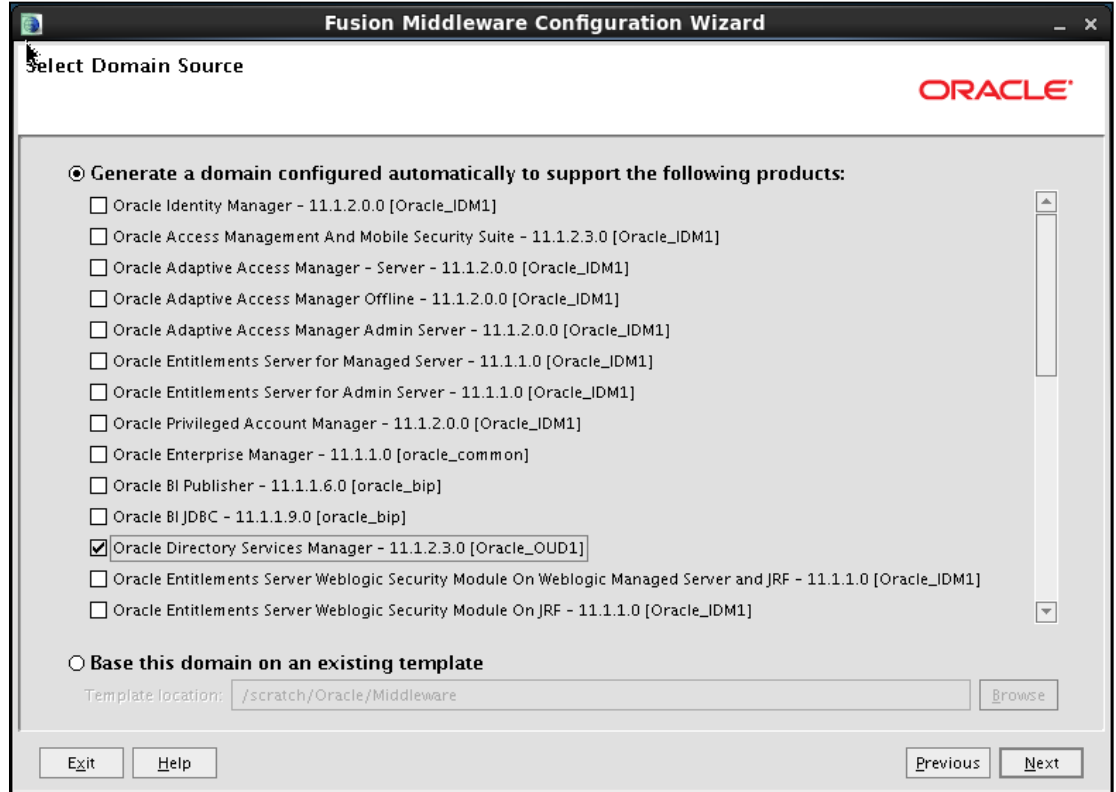 Fusion Middleware Configuration Wizard
Select Domain Source
ORACLE
Generate a domain configured automatically to support the following products:
Oracle Identity Manager - 11.1.2.0.0 [Oracle_IDM1]
Oracle Access Management And Mobile Security Suite - 11.1.2.3.0 [Oracle_IDM1]
Oracle Adaptive Access Manager - Server - 11.1.2.0.0 [Oracle_IDM1]
Oracle Adaptive Access Manager Offline - 11.1.2.0.0 [Oracle_IDM1]
Oracle Adaptive Access Manager Admin Server - 11.1.2.0.0 [Oracle_IDM1]
Oracle Entitlements Server for Managed Server - 11.1.1.0 [Oracle_IDM1]
Oracle Entitlements Server for Admin Server - 11.1.1.0 [Oracle_IDM1]
Oracle Privileged Account Manager - 11.1.2.0.0 [Oracle_IDM1]
Oracle Enterprise Manager - 11.1.1.0 [oracle_common]
Oracle BI Publisher - 11.1.1.6.0 [oracle_bip]
Oracle BI JDBC - 11.1.1.9.0 [oracle_bip]
Oracle Directory Services Manager - 11.1.2.3.0 [Oracle_OUD1]
Oracle Entitlements Server Weblogic Security Module On Weblogic Managed Server and JRF - 11.1.1.0 [Oracle_IDM1]
Oracle Entitlements Server Weblogic Security Module On JRF - 11.1.1.0 [Oracle_IDM1]
Base this domain on an existing template
Template location: /scratch/Oracle/Middleware Browse
Exit Help Previous Next